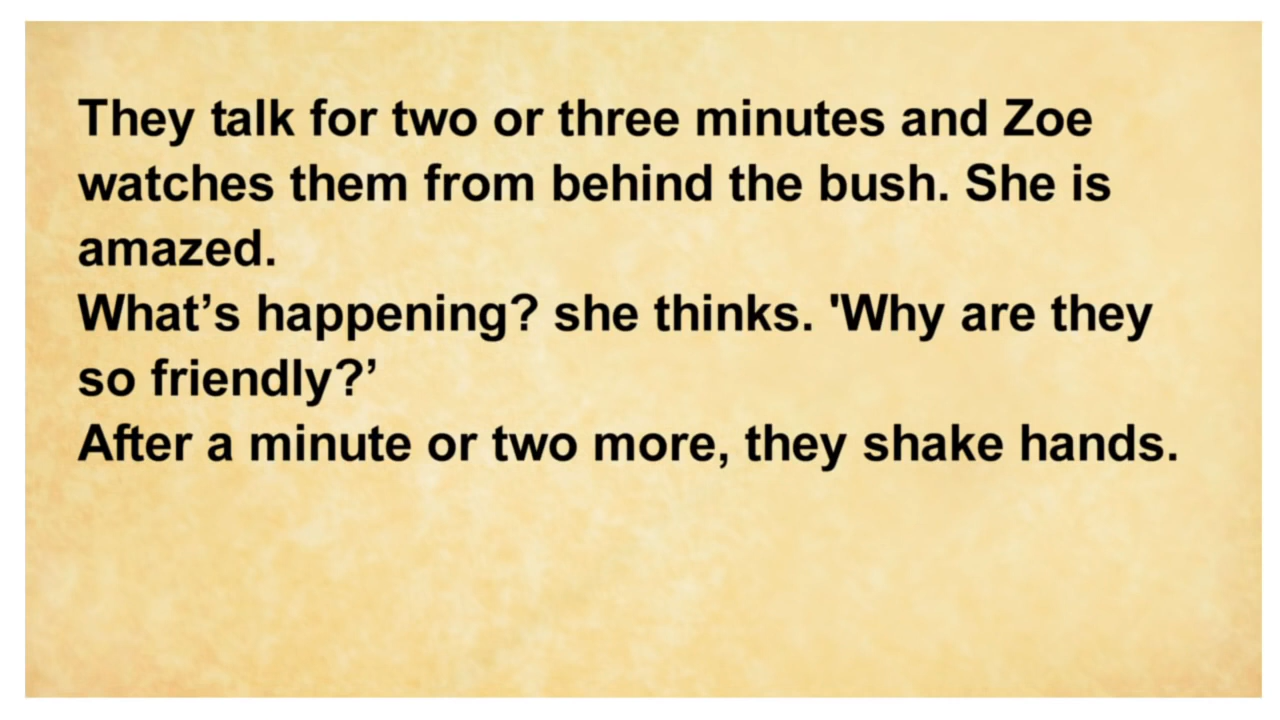 They talk for two or three minutes and Zoe
watches them from behind the bush. She is
amazed.
What’s happening? she thinks. 'Why are they
so friendly?’
After a minute or two more, they shake hands.